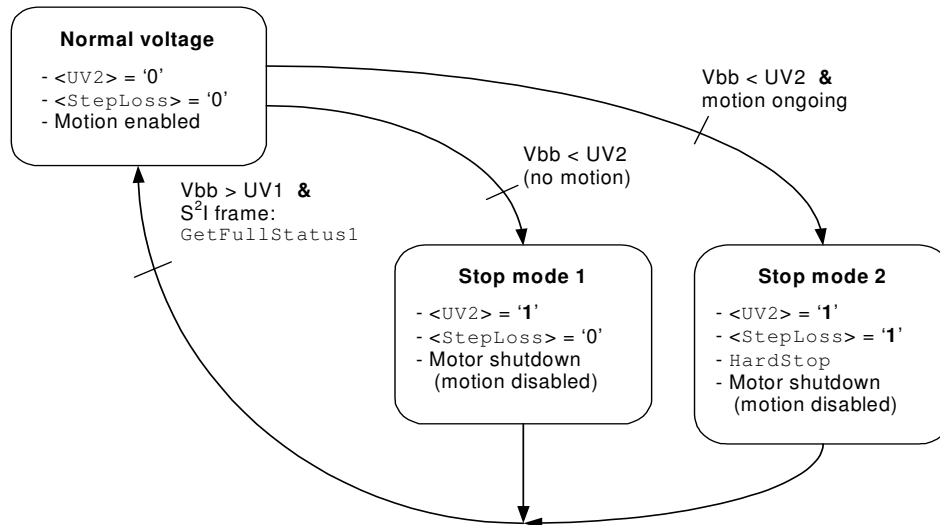 Normal voltage
- <UV2> = ‘0’
- <StepLoss> = ‘0’
- Motion enabled
Vbb < UV2 &
motion ongoing
Vbb < UV2
(no motion)
Vbb > UV1 &
S²I frame:
GetFullStatus1
Stop mode 1
- <UV2> = ‘1’
- <StepLoss> = ‘0’
- Motor shutdown
(motion disabled)
Stop mode 2
- <UV2> = ‘1’
- <StepLoss> = ‘1’
- HardStop
- Motor shutdown
(motion disabled)